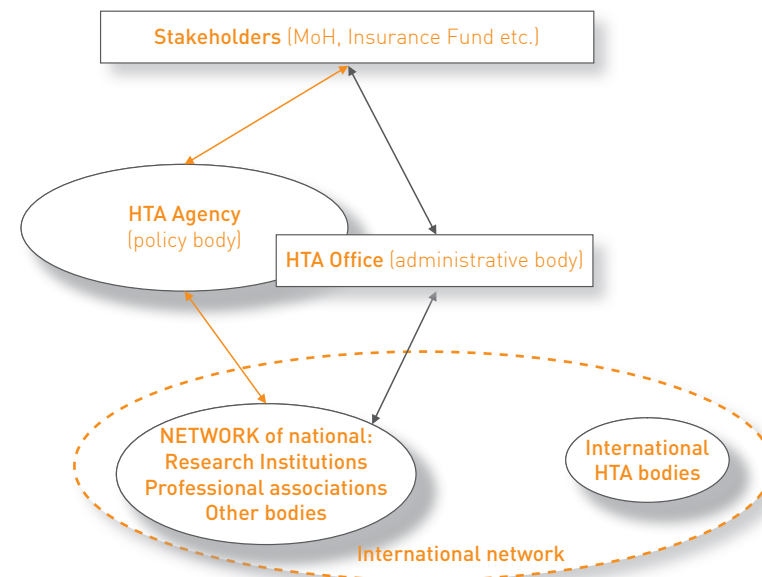 Stakeholders (MoH, Insurance Fund etc.)
HTA Agency
(policy body)
HTA Office (administrative body)
NETWORK of national:
Research Institutions
Professional associations
Other bodies
International
HTA bodies
International network